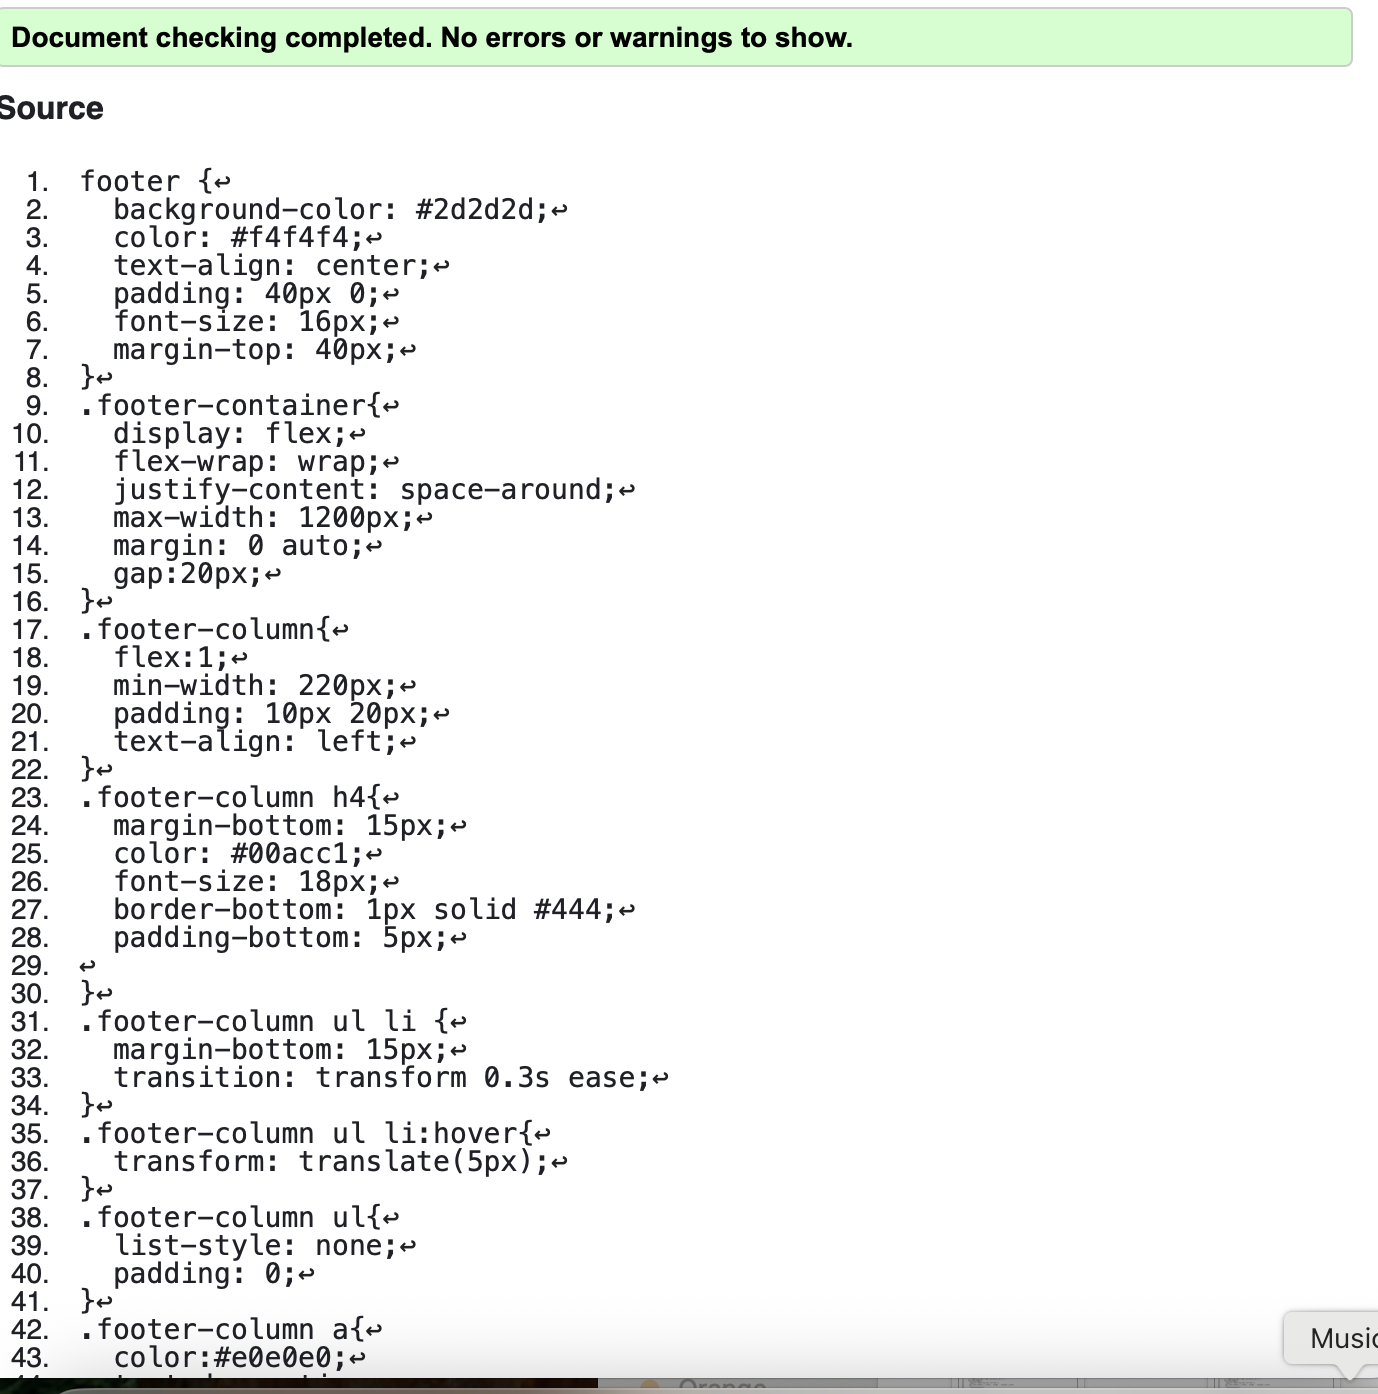 Document checking completed. No errors or warnings to show.
Source
1. footer {↩
2. background-color: #2d2d2d;↩
3. color: #f4f4f4;↩
4. text-align: center;↩
5. padding: 40px 0;↩
6. font-size: 16px;↩
7. margin-top: 40px;↩
8. }↩
9. .footer-container{↩
10. display: flex;↩
11. flex-wrap: wrap;↩
12. justify-content: space-around;↩
13. max-width: 1200px;↩
14. margin: 0 auto;↩
15. gap:20px;↩
16. }↩
17. .footer-column{↩
18. flex:1;↩
19. min-width: 220px;↩
20. padding: 10px 20px;↩
21. text-align: left;↩
22. }↩
23. .footer-column h4{↩
24. margin-bottom: 15px;↩
25. color: #00acc1;↩
26. font-size: 18px;↩
27. border-bottom: 1px solid #444;↩
28. padding-bottom: 5px;↩
29. ↩
30. }↩
31. .footer-column ul li {↩
32. margin-bottom: 15px;↩
33. transition: transform 0.3s ease;↩
34. }↩
35. .footer-column ul li:hover{↩
36. transform: translate(5px);↩
37. }↩
38. .footer-column ul{↩
39. list-style: none;↩
40. padding: 0;↩
41. }↩
42. .footer-column a{↩
43. color:#e0e0e0;↩
Music